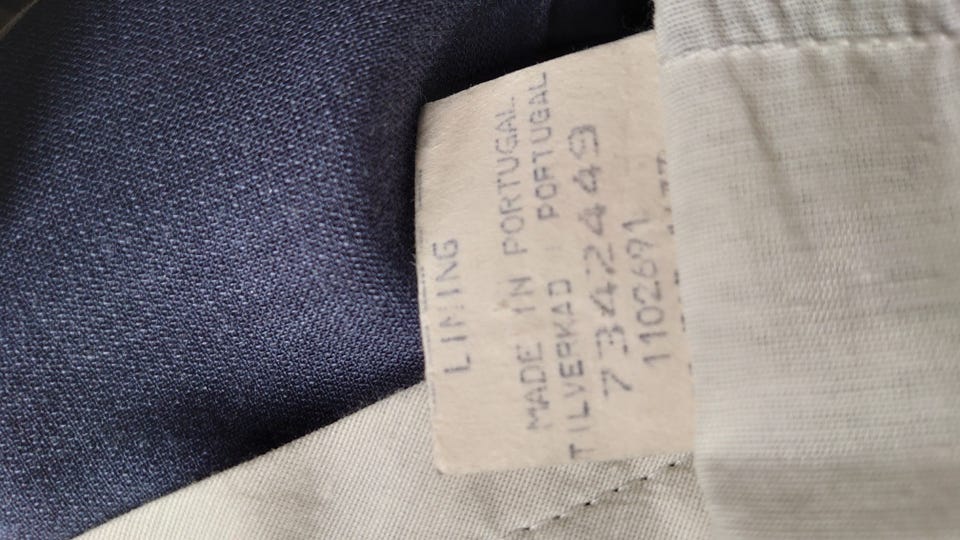 LINING
MADE IN PORTUGAL
TILVERKAD PORTUGAL
7342449
1102691